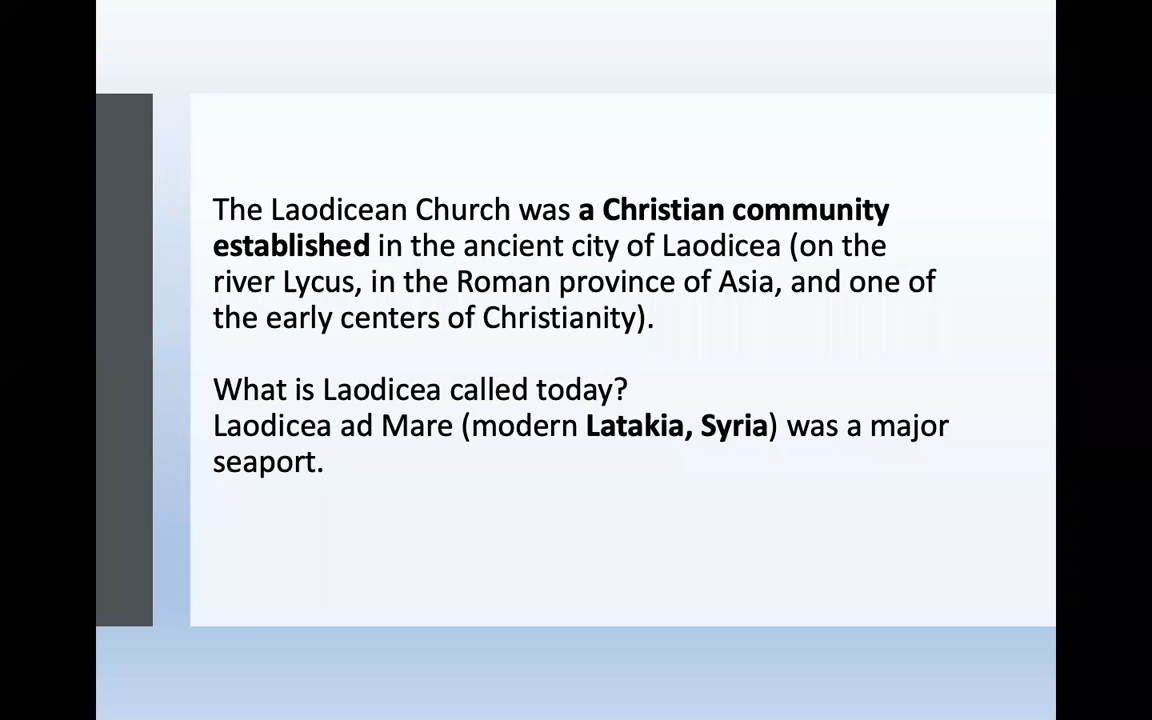 The Laodicean Church was a Christian community
established in the ancient city of Laodicea (on the
river Lycus, in the Roman province of Asia, and one of
the early centers of Christianity).
What is Laodicea called today?
Laodicea ad Mare (modern Latakia, Syria) was a major
seaport.